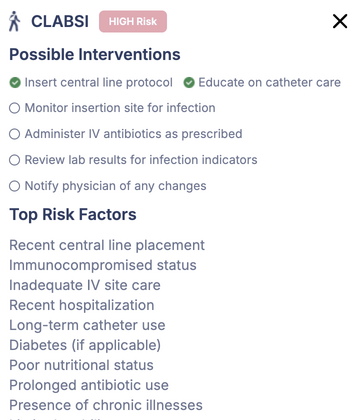 CLABSI HIGH Risk
Possible Interventions
Insert central line protocol Educate on catheter care
Monitor insertion site for infection
Administer IV antibiotics as prescribed
Review lab results for infection indicators
Notify physician of any changes
Top Risk Factors
Recent central line placement
Immunocompromised status
Inadequate IV site care
Recent hospitalization
Long-term catheter use
Diabetes (if applicable)
Poor nutritional status
Prolonged antibiotic use
Presence of chronic illnesses